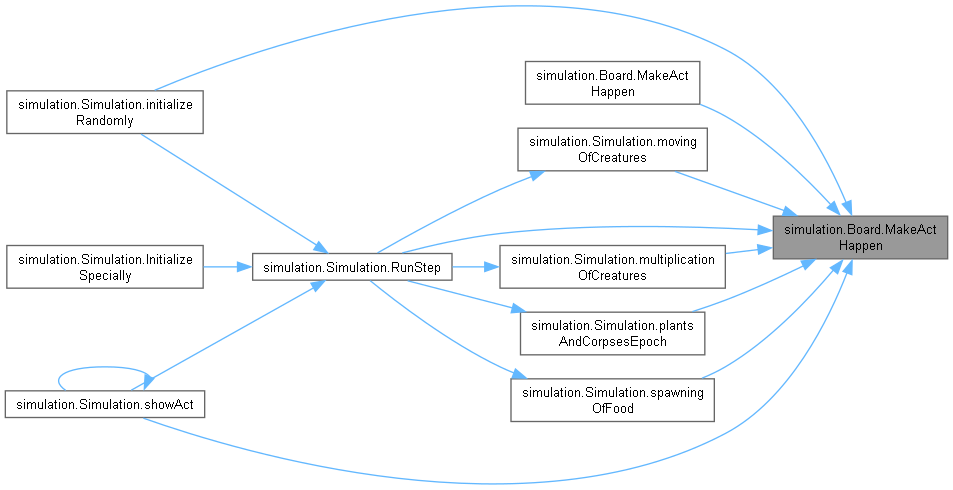 simulation.Simulation.initialize
Randomly
simulation.Simulation.Initialize
Specially
simulation.Simulation.showAct
simulation.Simulation.RunStep
simulation.Board.MakeAct
Happen
simulation.Simulation.moving
OfCreatures
simulation.Simulation.multiplication
OfCreatures
simulation.Simulation.plants
AndCorpsesEpoch
simulation.Simulation.spawning
OfFood
simulation.Board.MakeAct
Happen